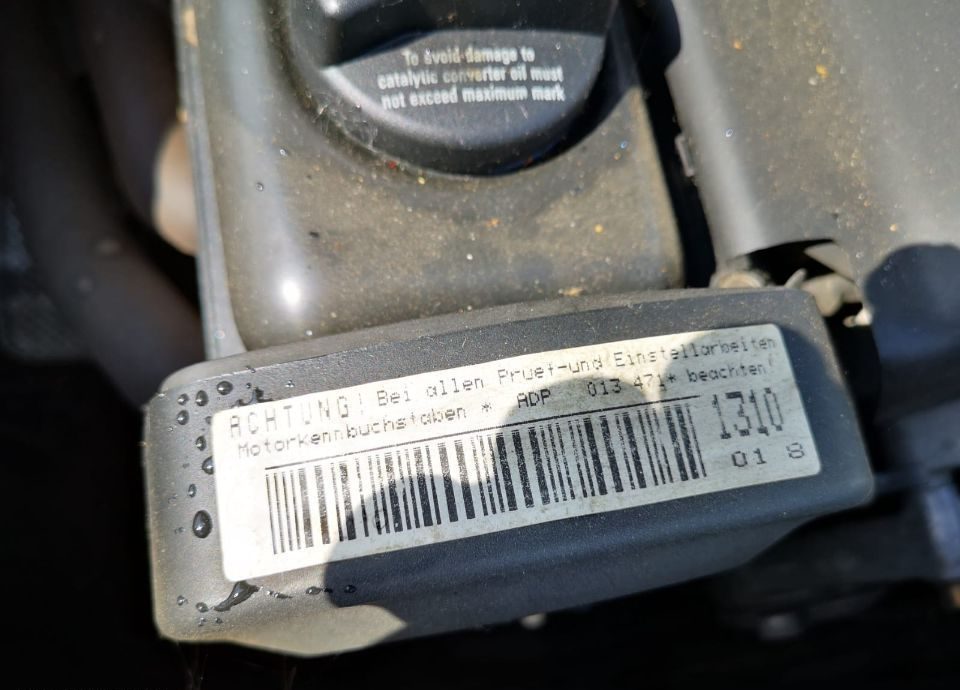 To avoid damage to
catalytic converter oil must
not exceed maximum mark
ACHTUNG! Bei allen Pruef-und Einstellarbeiten
Motorkennbuchstaben * ADP 013 471* beachten!
1310
01 8